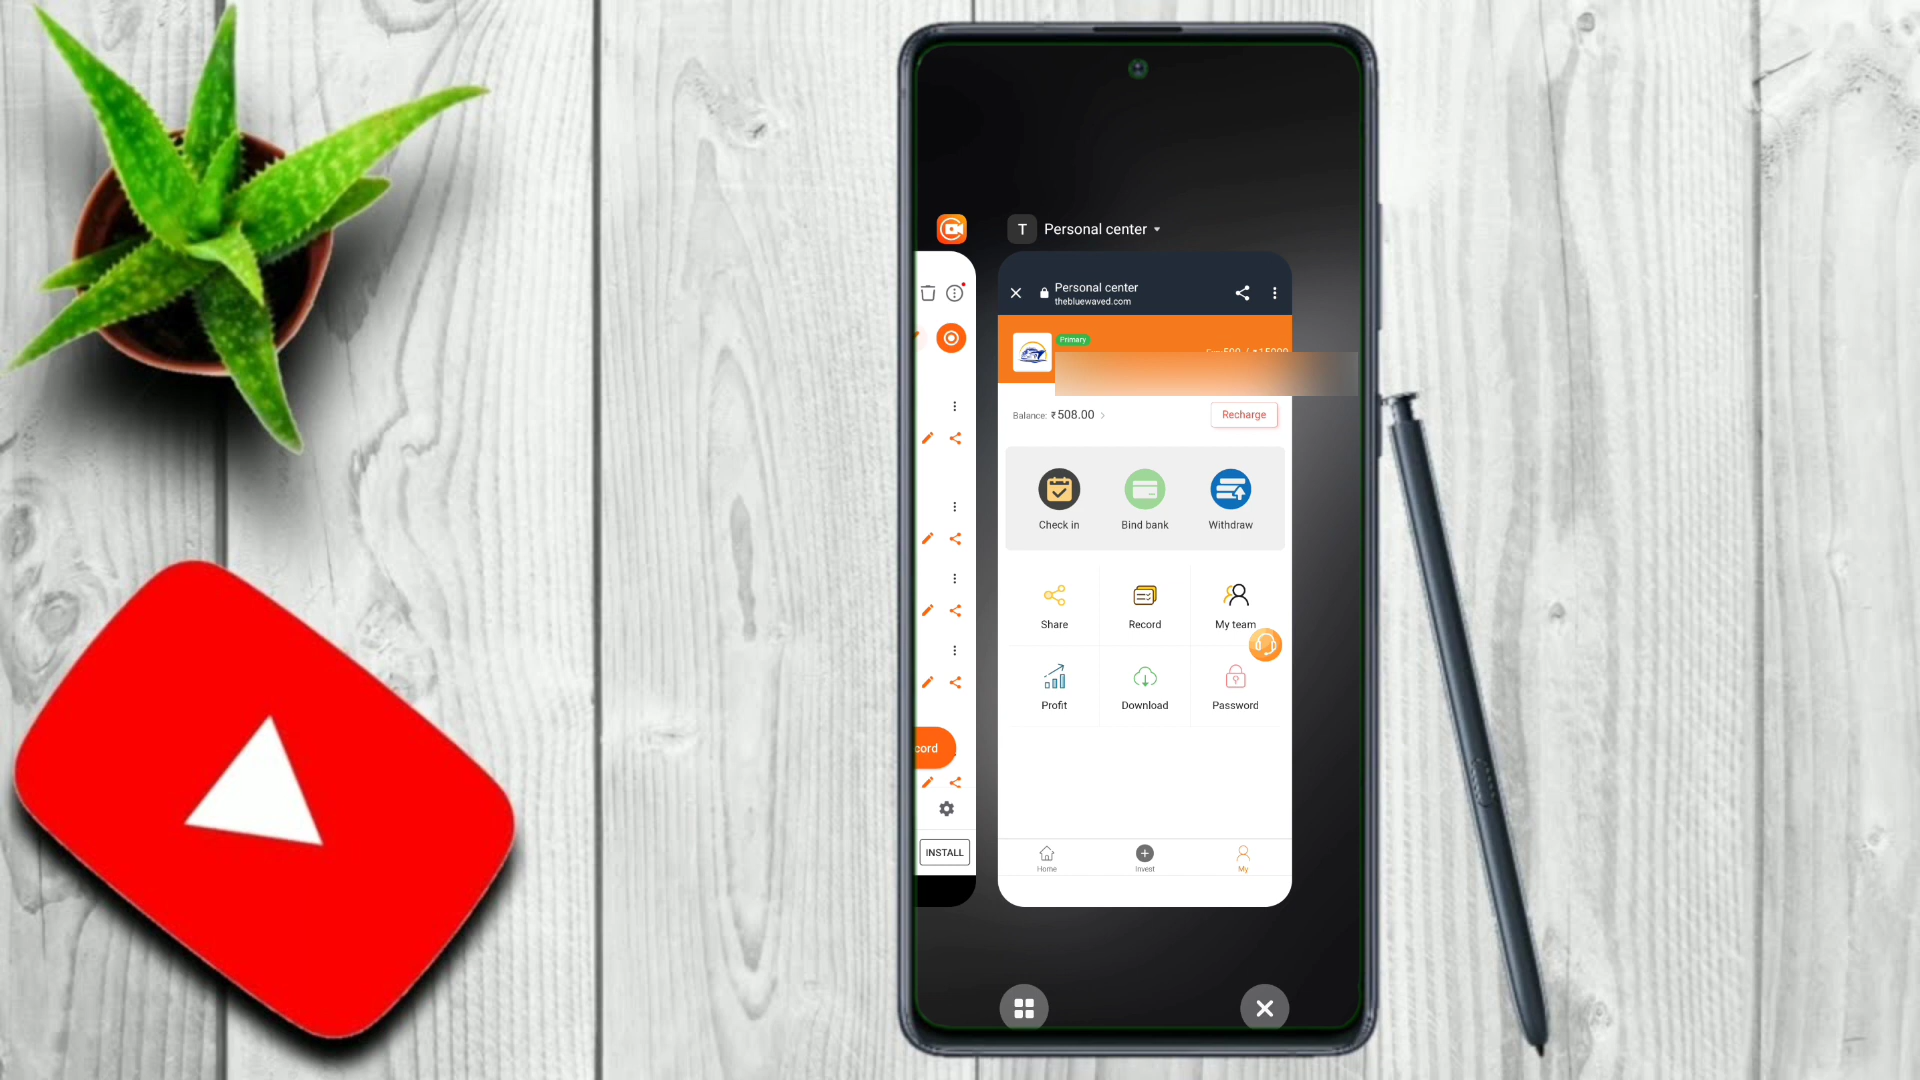 T Personal center
Personal center
thebluewaved.com
Primary
Balance: ₹508.00
Recharge
Check in
Bind bank
Withdraw
Share
Record
My team
Profit
Download
Password
cord
INSTALL
Home
Invest
My